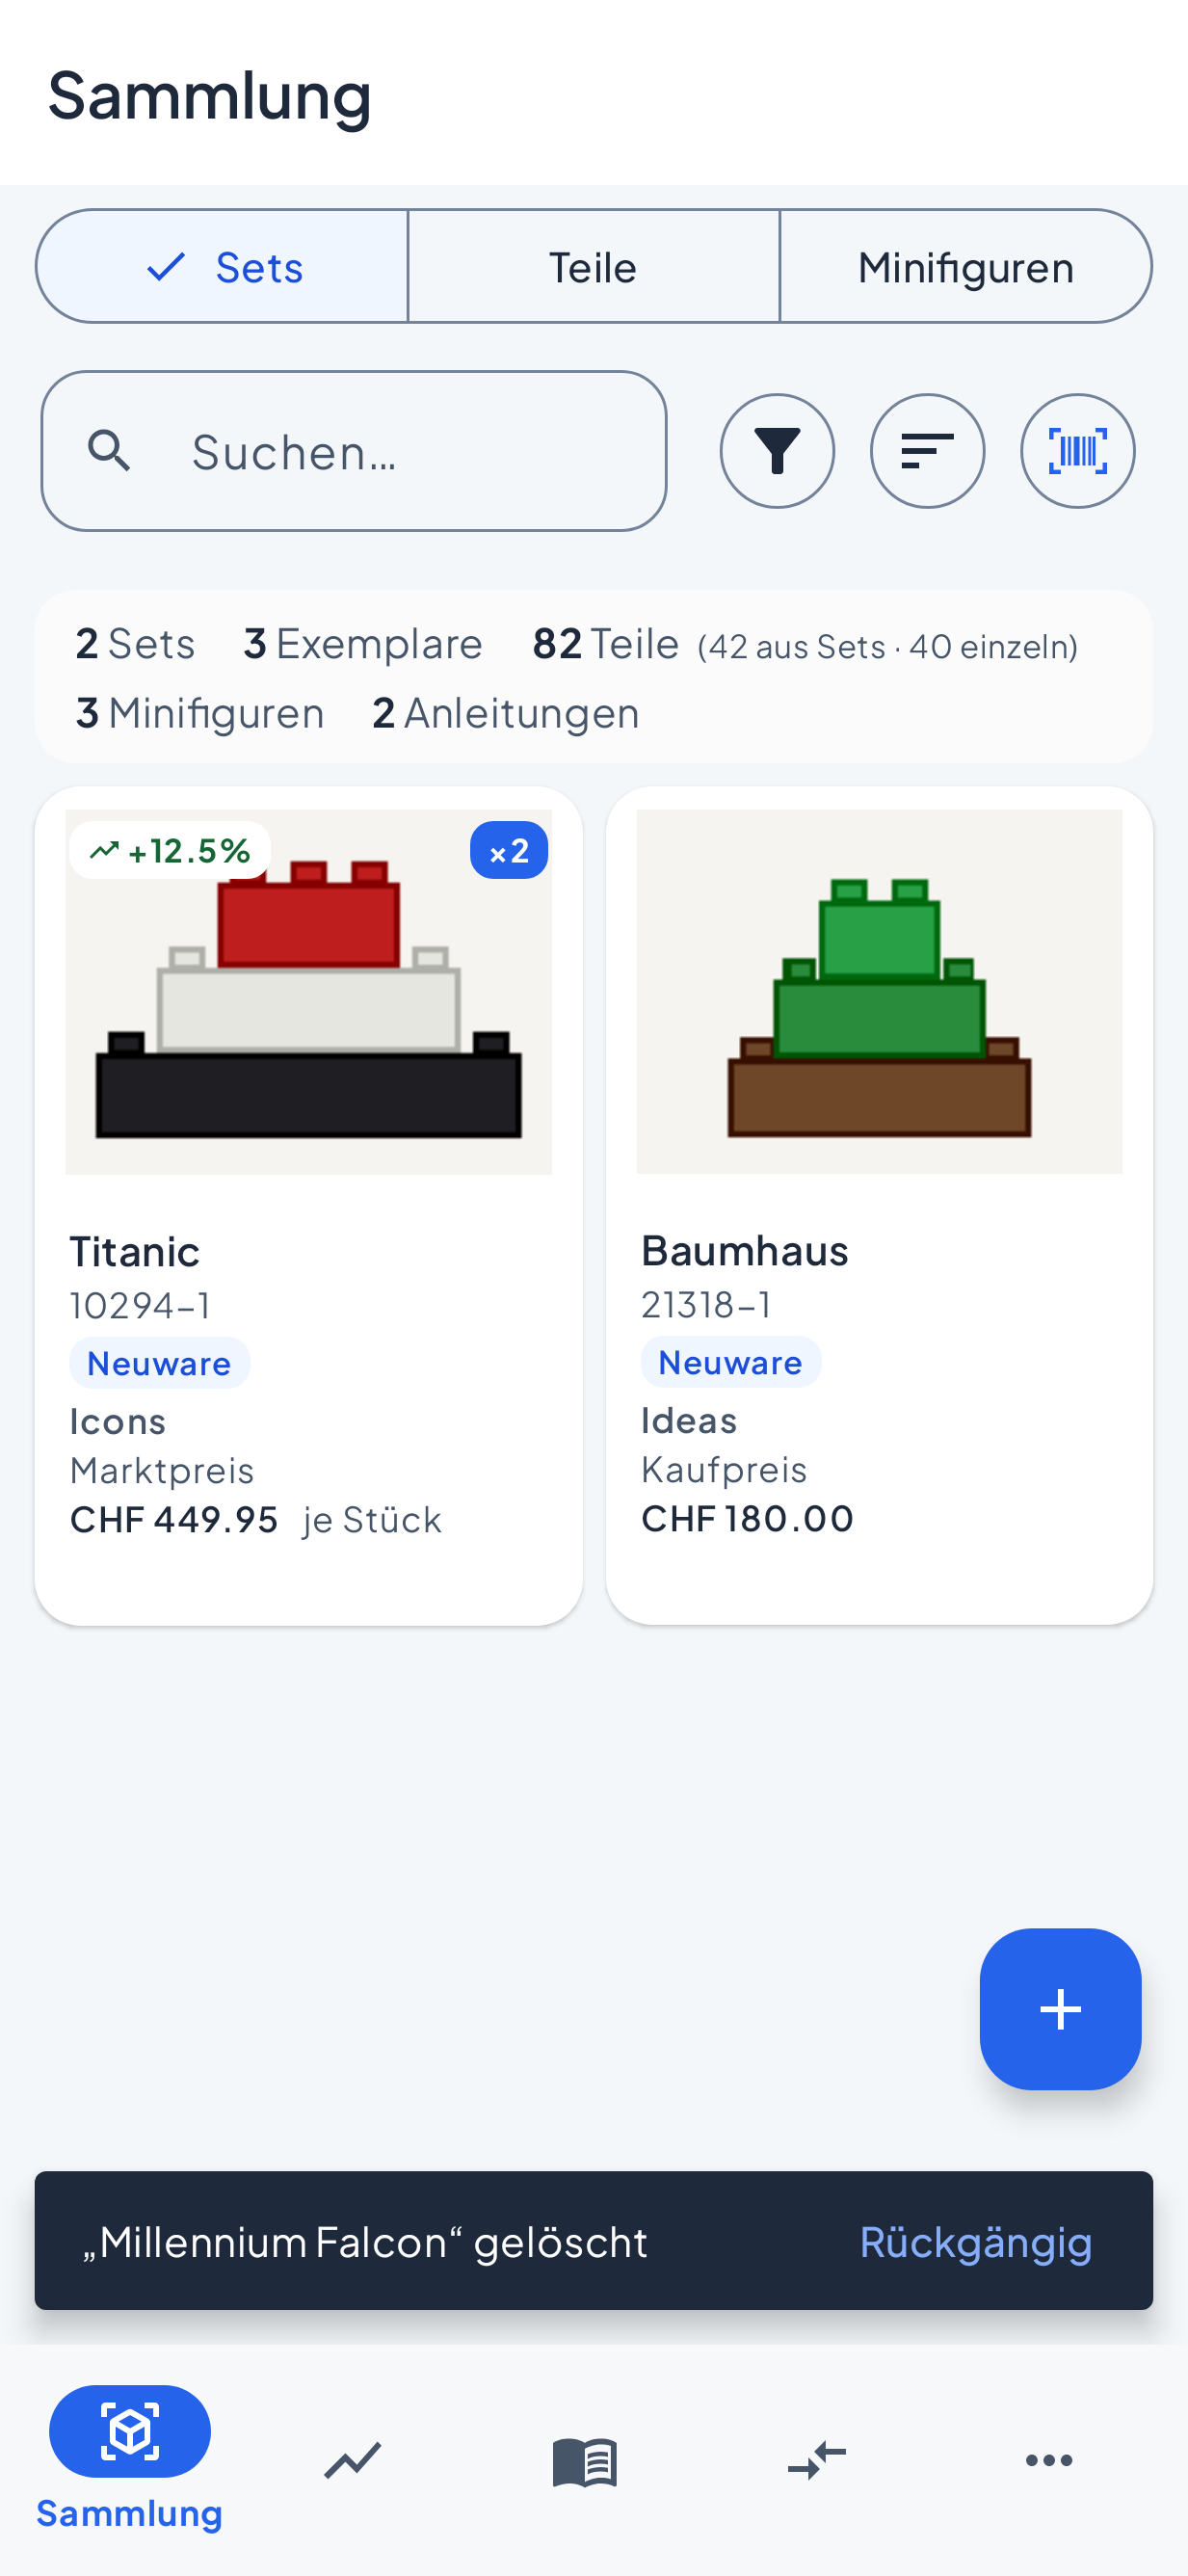 Sammlung
Sets Teile Minifiguren
Suchen...
2 Sets 3 Exemplare 82 Teile (42 aus Sets · 40 einzeln)
3 Minifiguren 2 Anleitungen
+12.5% ×2
Titanic
10294-1
Neuware
Icons
Marktpreis
CHF 449.95 je Stück
Baumhaus
21318-1
Neuware
Ideas
Kaufpreis
CHF 180.00
„Millennium Falcon“ gelöscht Rückgängig
Sammlung